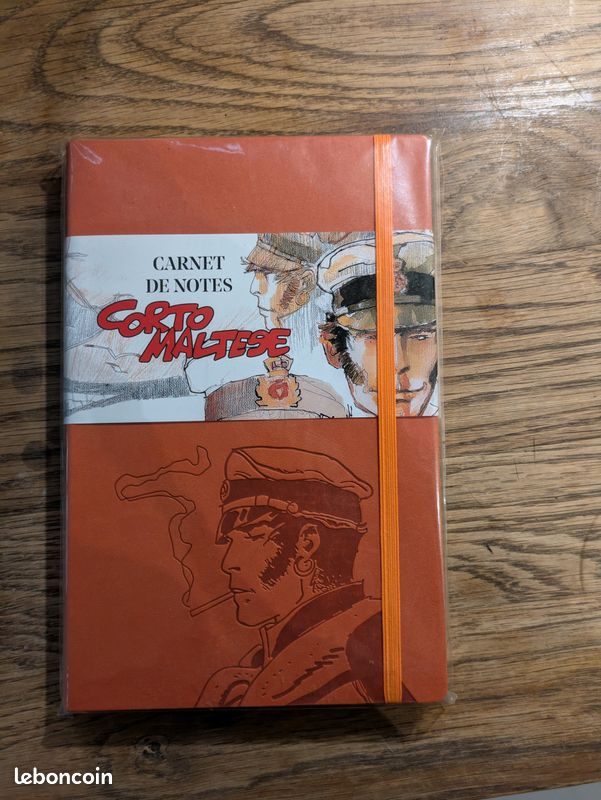 CARNET
DE NOTES
CORTO
MALTESE
leboncoin